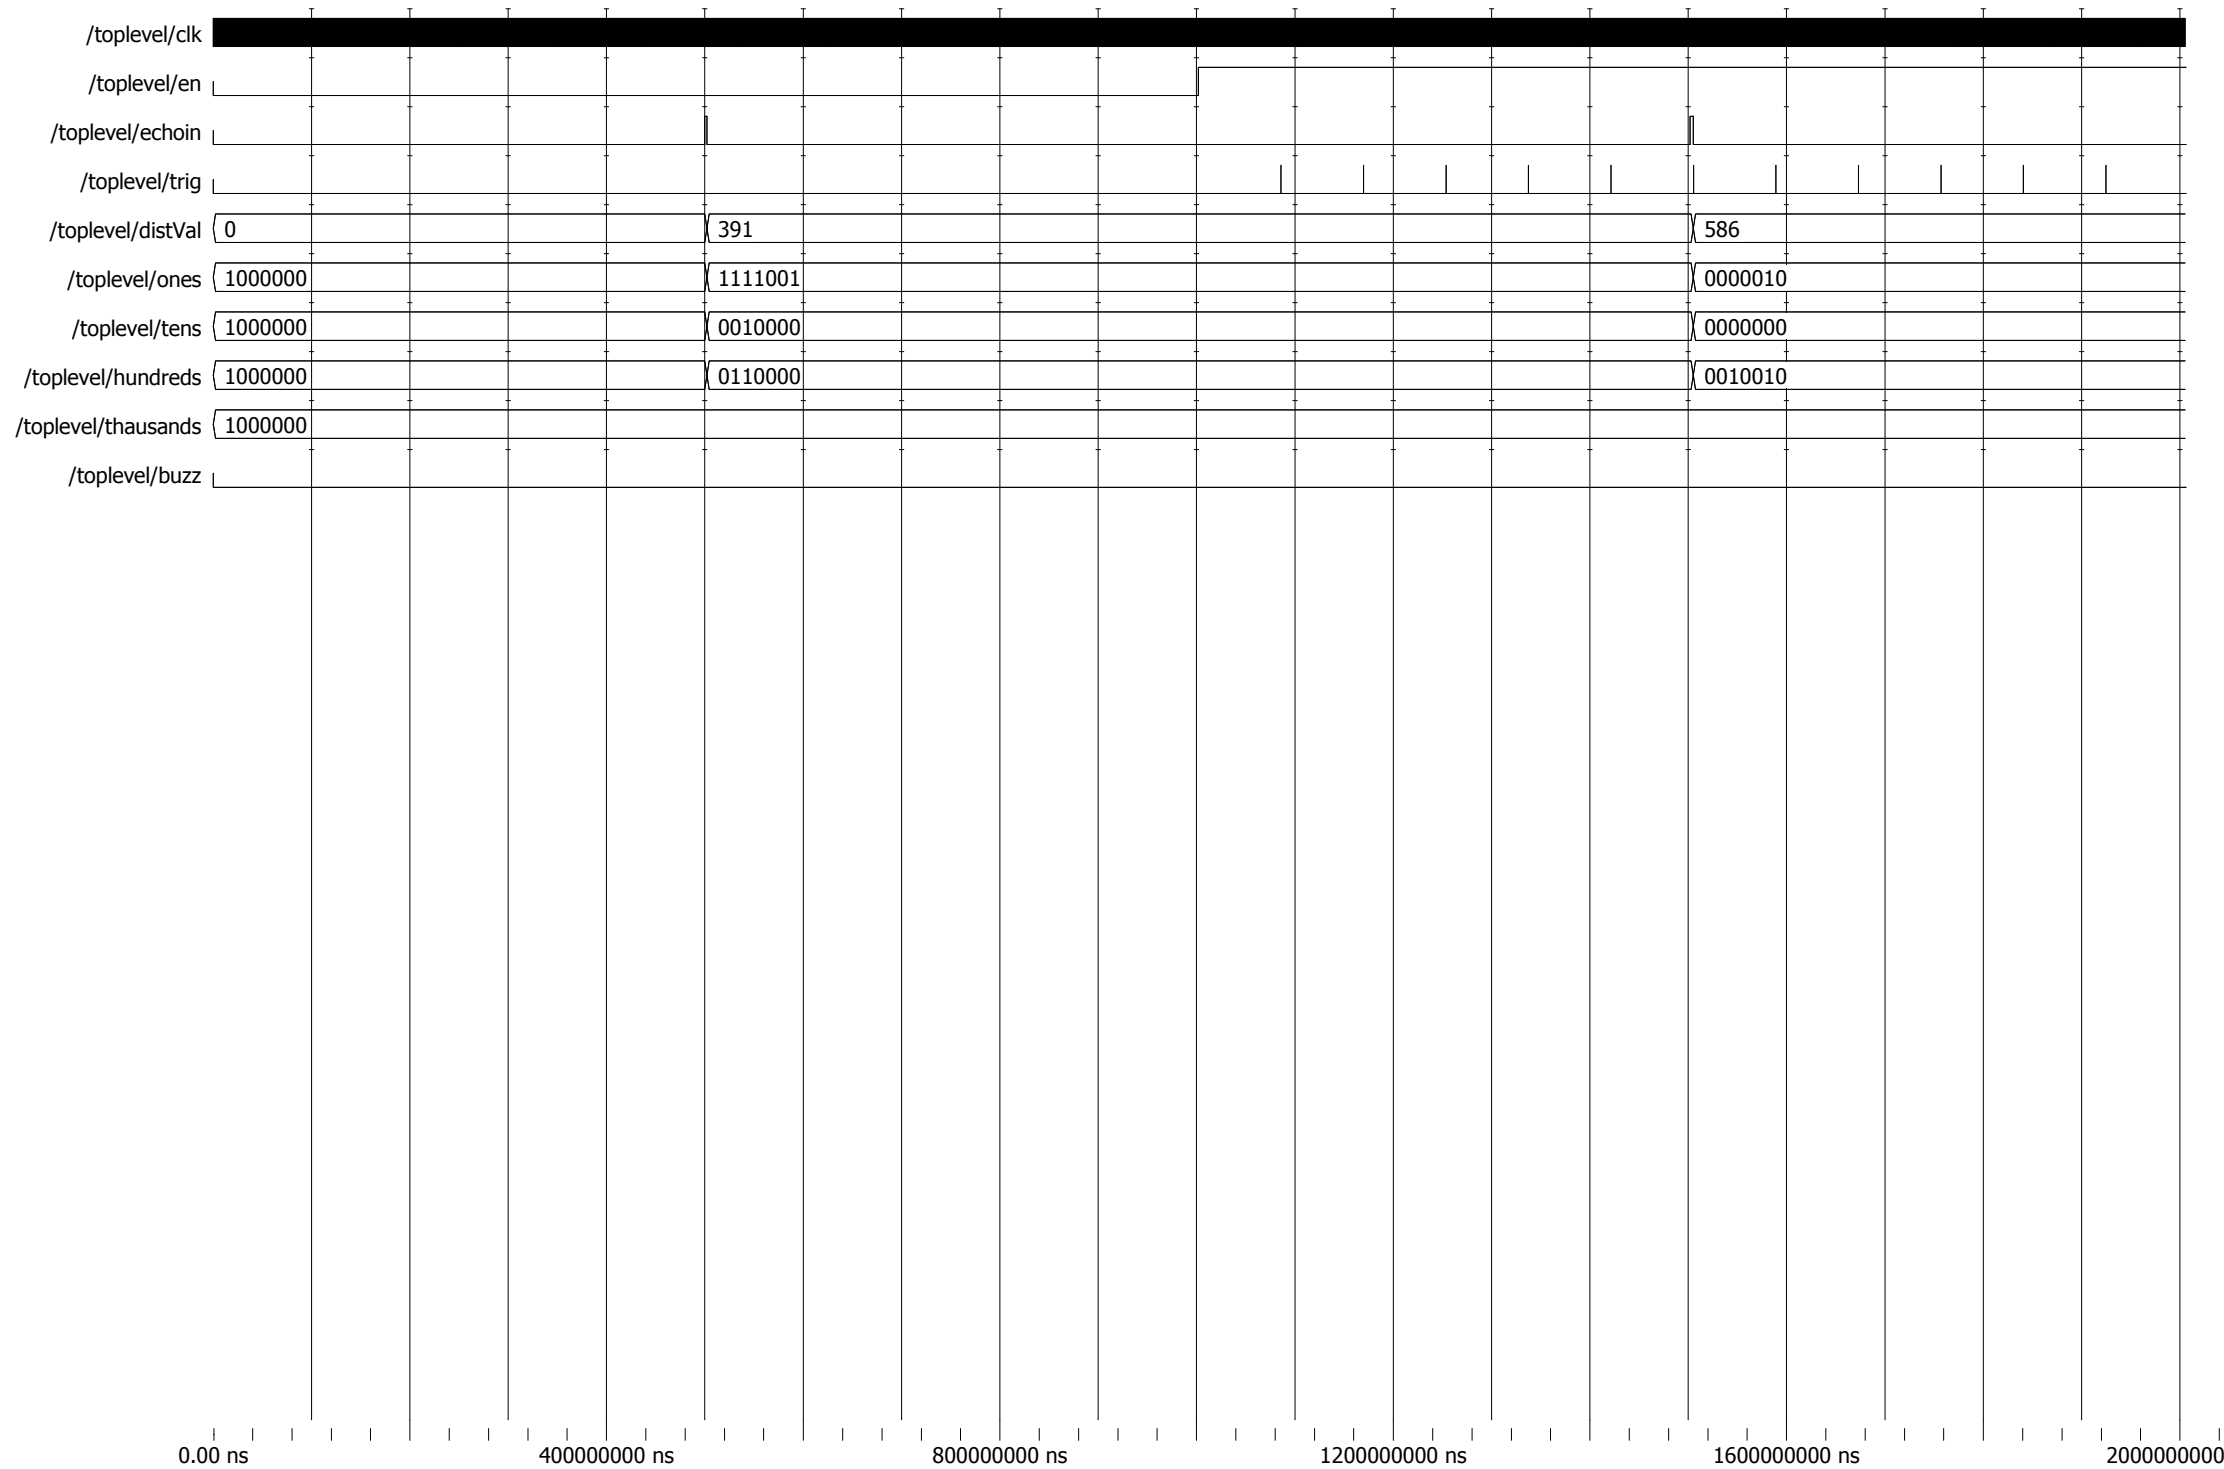 /toplevel/clk
/toplevel/en
/toplevel/echoin
/toplevel/trig
/toplevel/distVal 0 391 586
/toplevel/ones 1000000 1111001 0000010
/toplevel/tens 1000000 0010000 0000000
/toplevel/hundreds 1000000 0110000 0010010
/toplevel/thausands 1000000
/toplevel/buzz
0.00 ns 400000000 ns 800000000 ns 1200000000 ns 1600000000 ns 2000000000